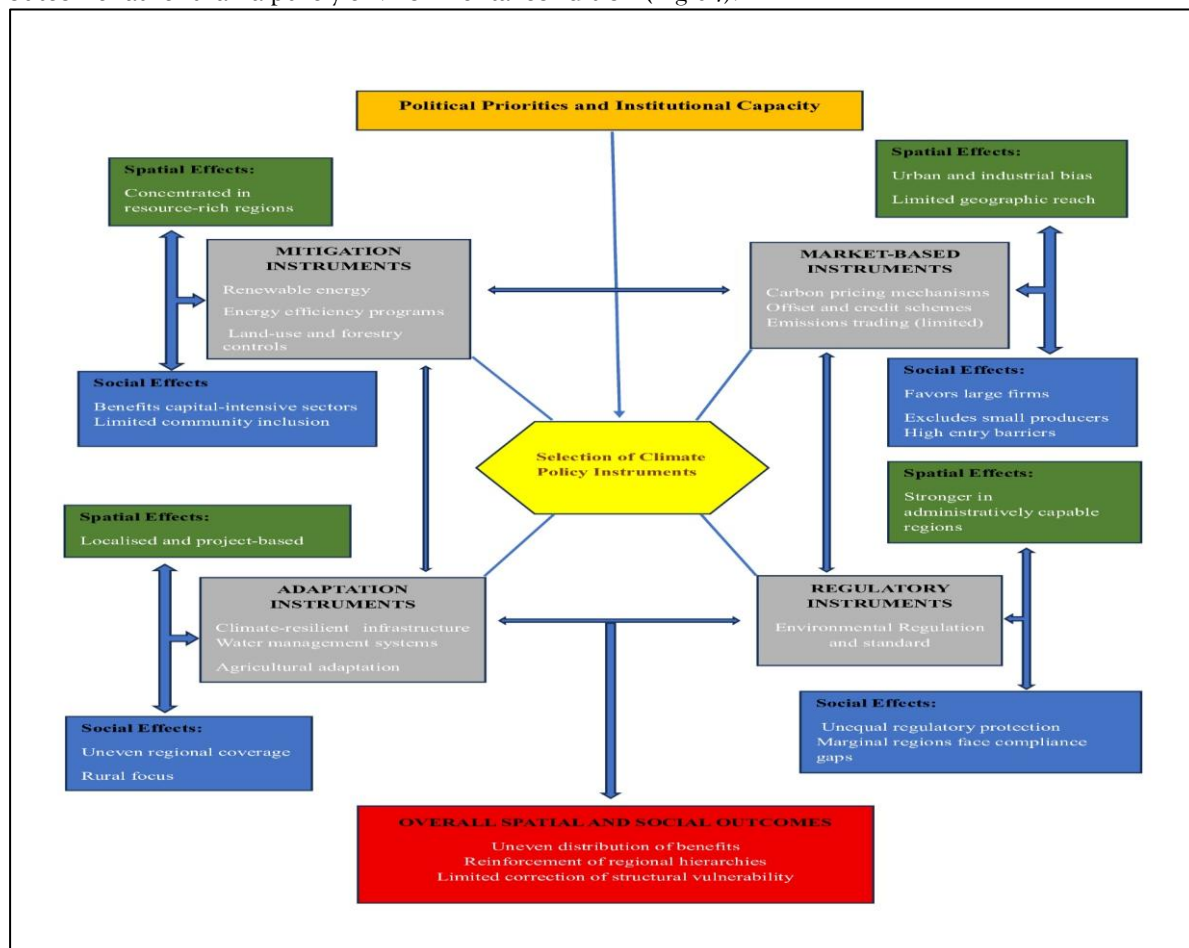 outcome rather than a purely environmental condition
Political Priorities and Institutional Capacity
Spatial Effects:
Concentrated in
resource-rich regions
Spatial Effects:
Urban and industrial bias
Limited geographic reach
MITIGATION
INSTRUMENTS
Renewable energy
Energy efficiency programs
Land-use and forestry
controls
MARKET-BASED
INSTRUMENTS
Carbon pricing mechanisms
Offset and credit schemes
Emissions trading (limited)
Social Effects
Benefits capital-intensive sectors
Limited community inclusion
Social Effects:
Favors large firms
Excludes small producers
High entry barriers
Selection of Climate
Policy Instruments
Spatial Effects:
Localised and project-based
Spatial Effects:
Stronger in
administratively capable
regions
ADAPTATION
INSTRUMENTS
Climate-resilient infrastructure
Water management systems
Agricultural adaptation
REGULATORY
INSTRUMENTS
Environmental Regulation
and standard
Social Effects:
Uneven regional coverage
Rural focus
Social Effects:
Unequal regulatory protection
Marginal regions face compliance
gaps
OVERALL SPATIAL AND SOCIAL OUTCOMES
Uneven distribution of benefits
Reinforcement of regional hierarchies
Limited correction of structural vulnerability